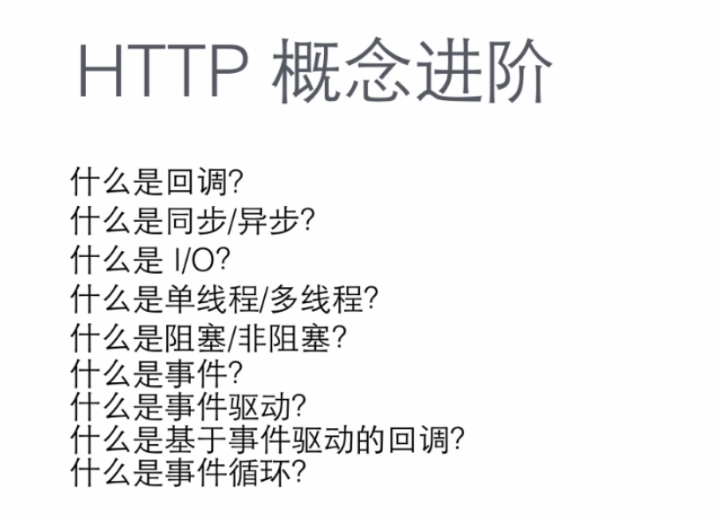 HTTP 概念进阶
什么是回调?
什么是同步/异步?
什么是 I/O?
什么是单线程/多线程?
什么是阻塞/非阻塞?
什么是事件?
什么是事件驱动?
什么是基于事件驱动的回调?
什么是事件循环?